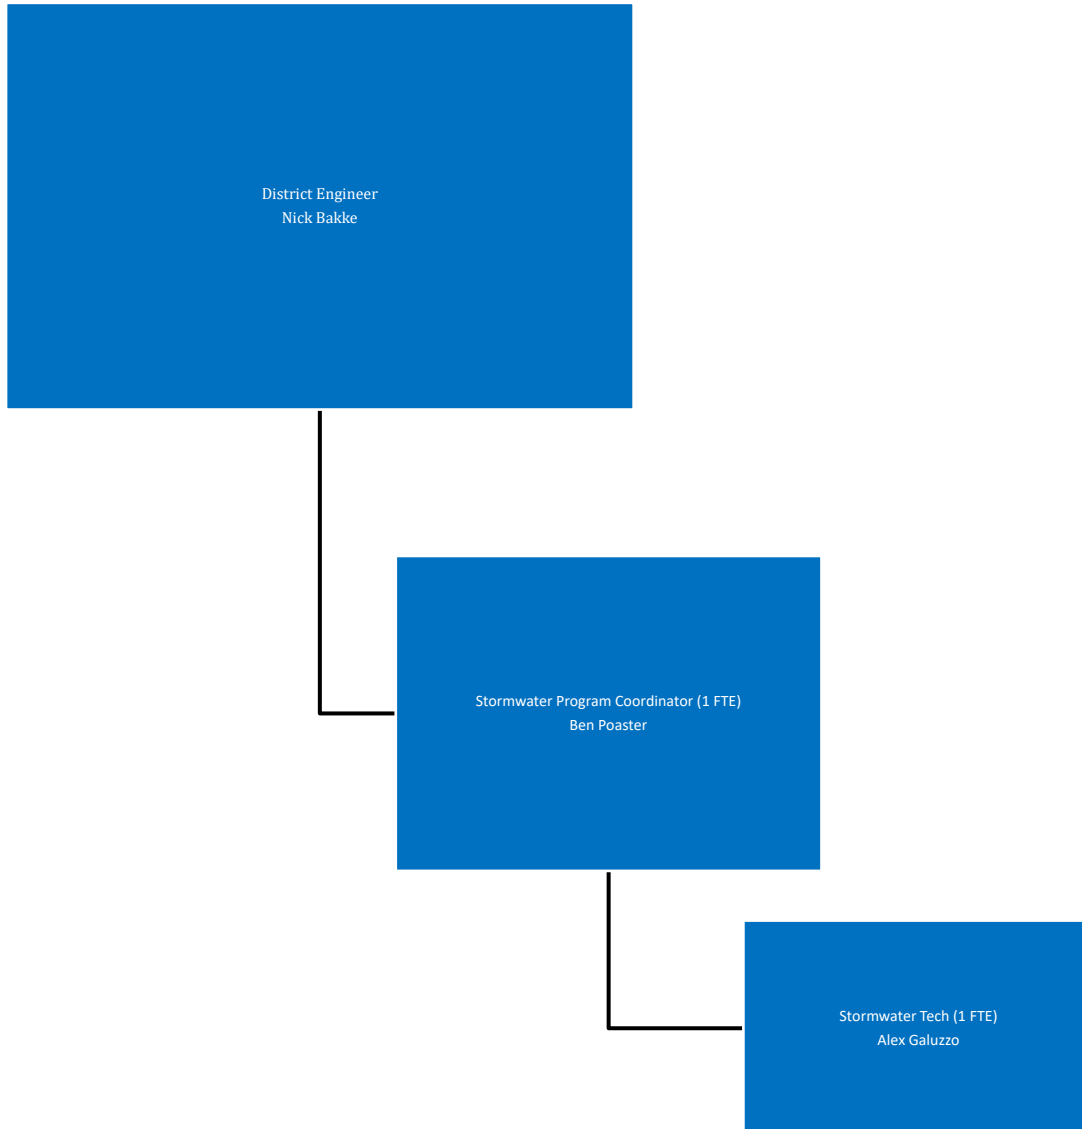 District Engineer
Nick Bakke
Stormwater Program Coordinator (1 FTE)
Ben Poaster
Stormwater Tech (1 FTE)
Alex Galuzzo